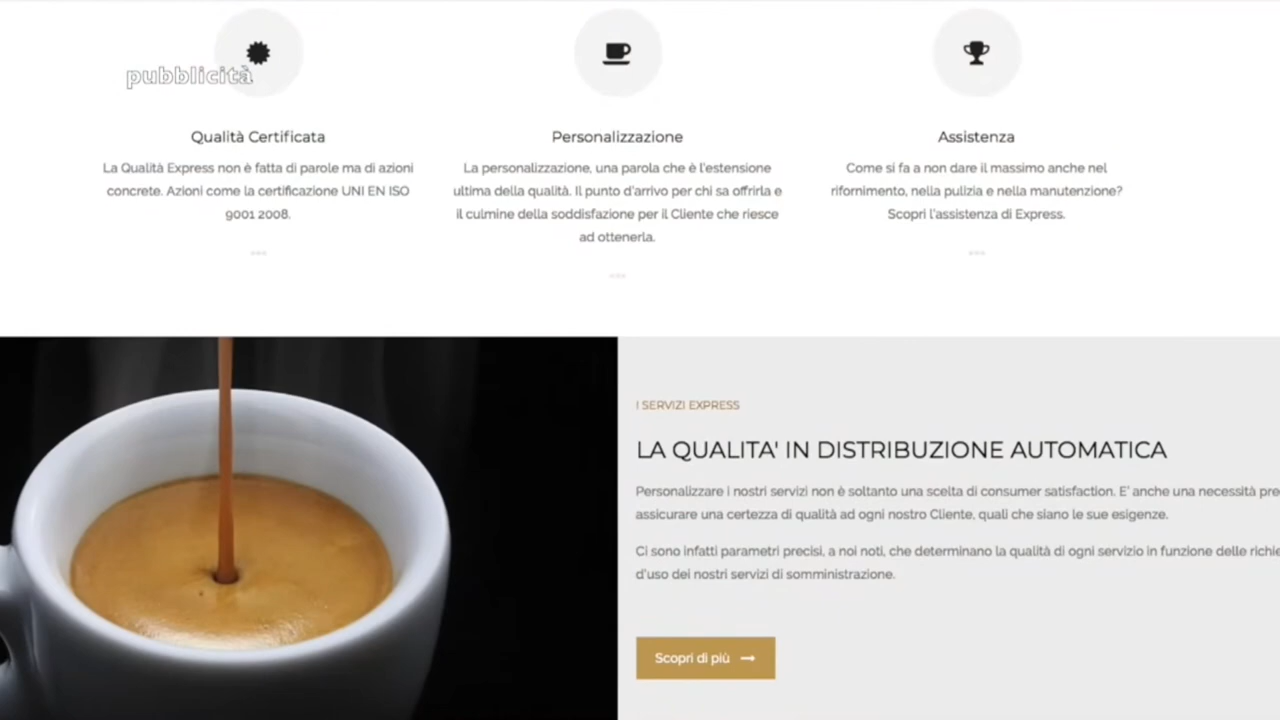 pubblicità
Qualità Certificata
La Qualità Express non è fatta di parole ma di azioni
concrete. Azioni come la certificazione UNI EN ISO
9001 2008.
Personalizzazione
La personalizzazione, una parola che è l'estensione
ultima della qualità. Il punto d'arrivo per chi sa offrirla e
il culmine della soddisfazione per il Cliente che riesce
ad ottenerla.
Assistenza
Come si fa a non dare il massimo anche nel
rifornimento, nella pulizia e nella manutenzione?
Scopri l'assistenza di Express.
I SERVIZI EXPRESS
LA QUALITA' IN DISTRIBUZIONE AUTOMATICA
Personalizzare i nostri servizi non è soltanto una scelta di consumer satisfaction. E' anche una necessità pre
assicurare una certezza di qualità ad ogni nostro Cliente, quali che siano le sue esigenze.
Ci sono infatti parametri precisi, a noi noti, che determinano la qualità di ogni servizio in funzione delle richie
d'uso dei nostri servizi di somministrazione.
Scopri di più